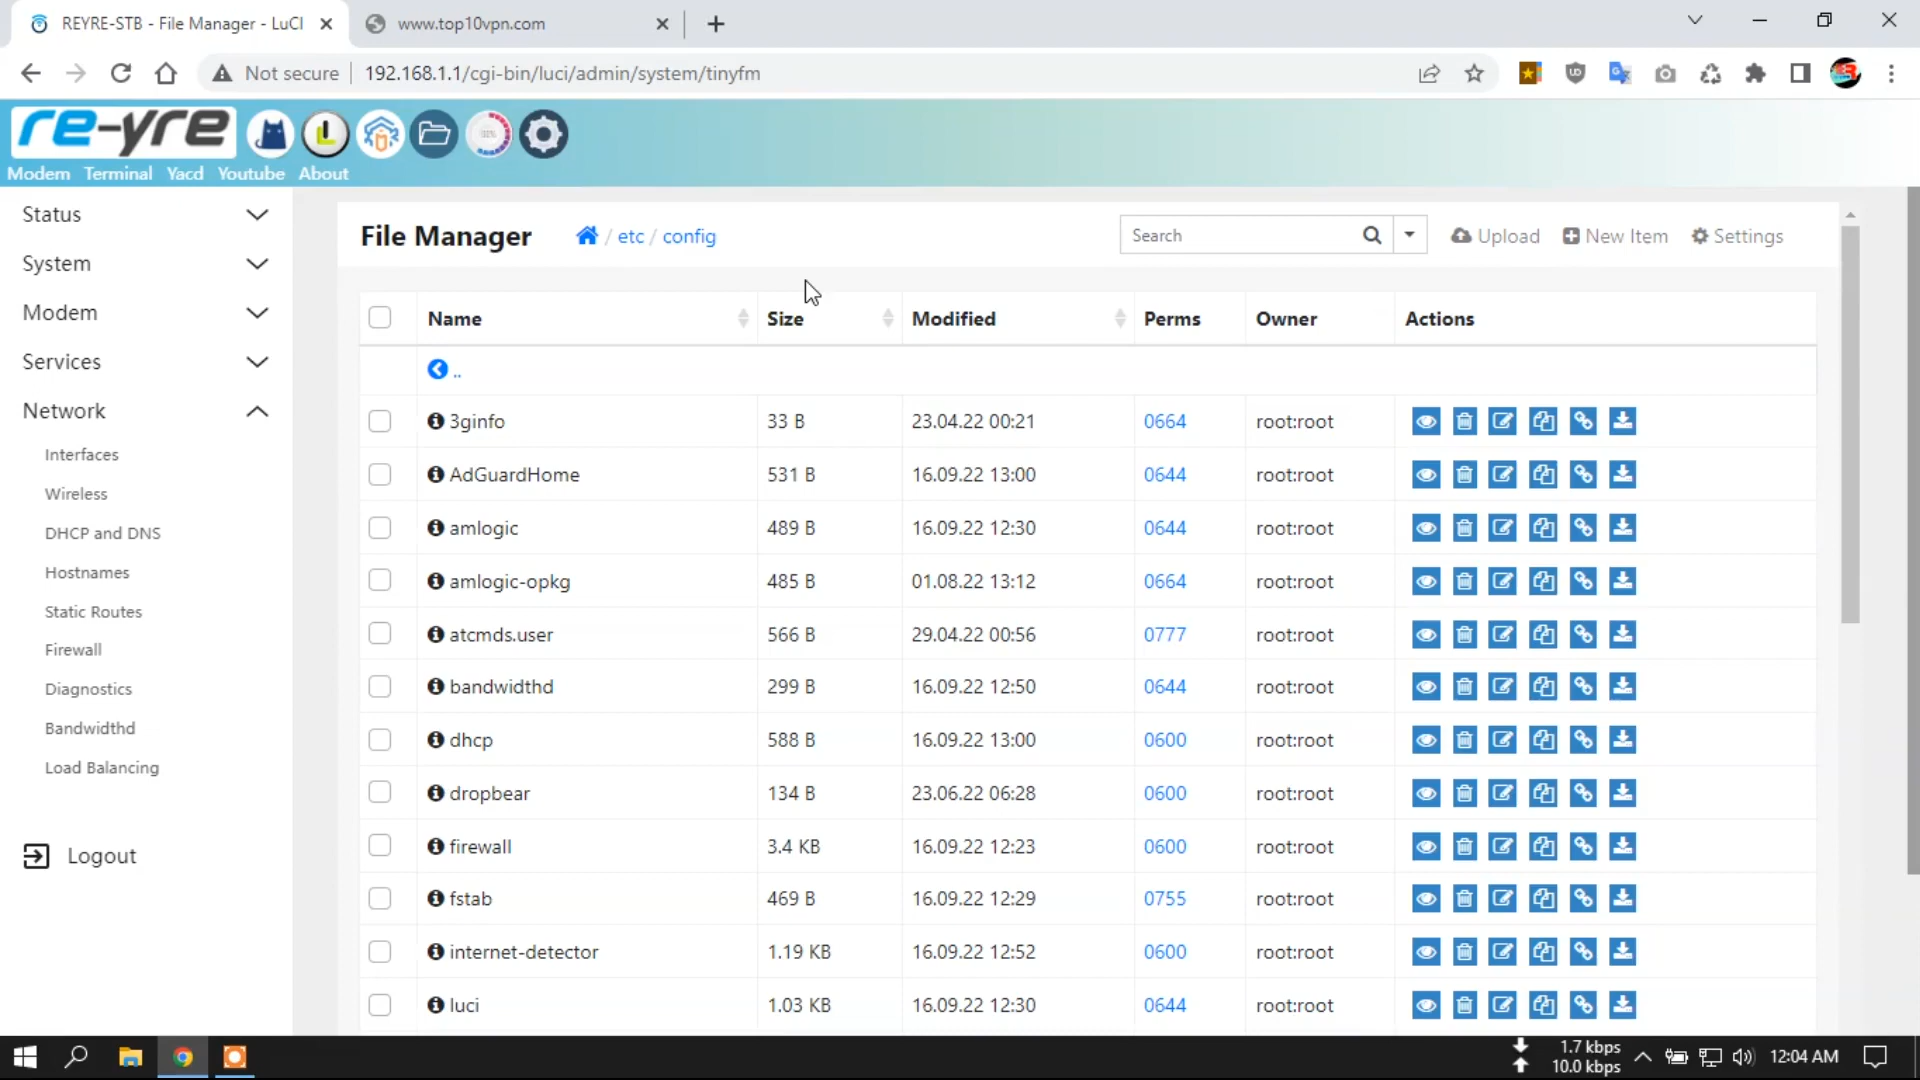 REYRE-STB - File Manager - LuCI
www.top10vpn.com
Not secure 192.168.1.1/cgi-bin/luci/admin/system/tinyfm
re-yre
Modem Terminal Yacd Youtube About
Status
System
Modem
Services
Network
Interfaces
Wireless
DHCP and DNS
Hostnames
Static Routes
Firewall
Diagnostics
Bandwidthd
Load Balancing
Logout
File Manager / etc / config Search Upload New Item Settings
Name Size Modified Perms Owner Actions
..
3ginfo 33 B 23.04.22 00:21 0664 root:root
AdGuardHome 531 B 16.09.22 13:00 0644 root:root
amlogic 489 B 16.09.22 12:30 0644 root:root
amlogic-opkg 485 B 01.08.22 13:12 0664 root:root
atcmds.user 566 B 29.04.22 00:56 0777 root:root
bandwidthd 299 B 16.09.22 12:50 0644 root:root
dhcp 588 B 16.09.22 13:00 0600 root:root
dropbear 134 B 23.06.22 06:28 0600 root:root
firewall 3.4 KB 16.09.22 12:23 0600 root:root
fstab 469 B 16.09.22 12:29 0755 root:root
internet-detector 1.19 KB 16.09.22 12:52 0600 root:root
luci 1.03 KB 16.09.22 12:30 0644 root:root
1.7 kbps
10.0 kbps
12:04 AM